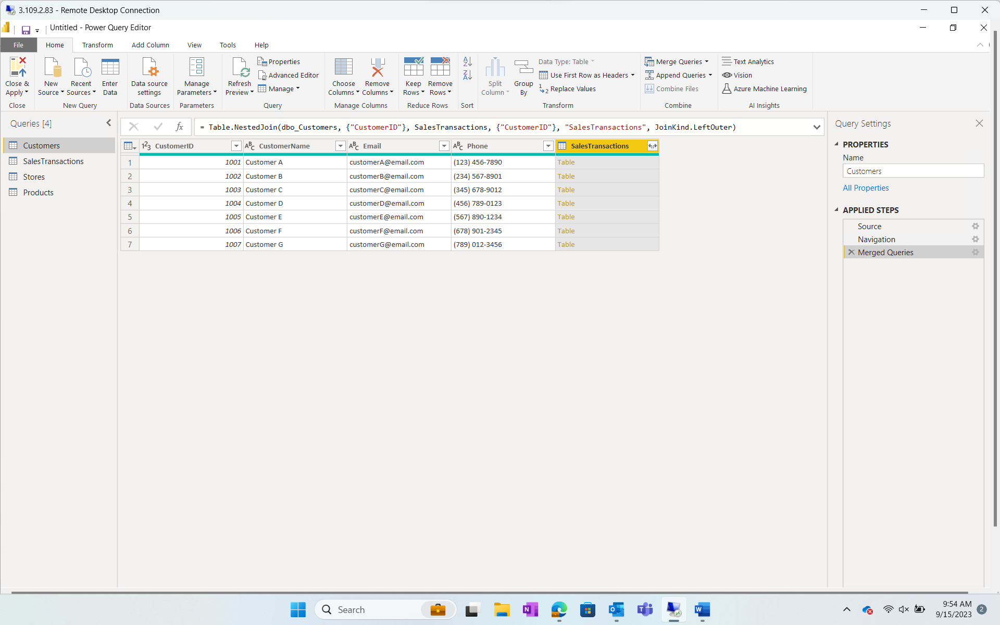 3.109.2.83 - Remote Desktop Connection
Untitled - Power Query Editor
File Home Transform Add Column View Tools Help
Close & Apply
New Source
Recent Sources
Enter Data
Data source settings
Manage Parameters
Refresh Preview
Properties
Advanced Editor
Manage
Choose Columns
Remove Columns
Keep Rows
Remove Rows
Split Column
Group By
Data Type: Table
Use First Row as Headers
Replace Values
Merge Queries
Append Queries
Combine Files
Text Analytics
Vision
Azure Machine Learning
Close New Query Data Sources Parameters Query Manage Columns Reduce Rows Sort Transform Combine AI Insights
Queries [4]
Customers
SalesTransactions
Stores
Products
fx = Table.NestedJoin(dbo_Customers, {"CustomerID"}, SalesTransactions, {"CustomerID"}, "SalesTransactions", JoinKind.LeftOuter)
123 CustomerID ABC CustomerName ABC Email ABC Phone SalesTransactions
1 1001 Customer A customerA@email.com (123) 456-7890 Table
2 1002 Customer B customerB@email.com (234) 567-8901 Table
3 1003 Customer C customerC@email.com (345) 678-9012 Table
4 1004 Customer D customerD@email.com (456) 789-0123 Table
5 1005 Customer E customerE@email.com (567) 890-1234 Table
6 1006 Customer F customerF@email.com (678) 901-2345 Table
7 1007 Customer G customerG@email.com (789) 012-3456 Table
Query Settings
PROPERTIES
Name
Customers
All Properties
APPLIED STEPS
Source
Navigation
Merged Queries
Search
9:54 AM
9/15/2023
2